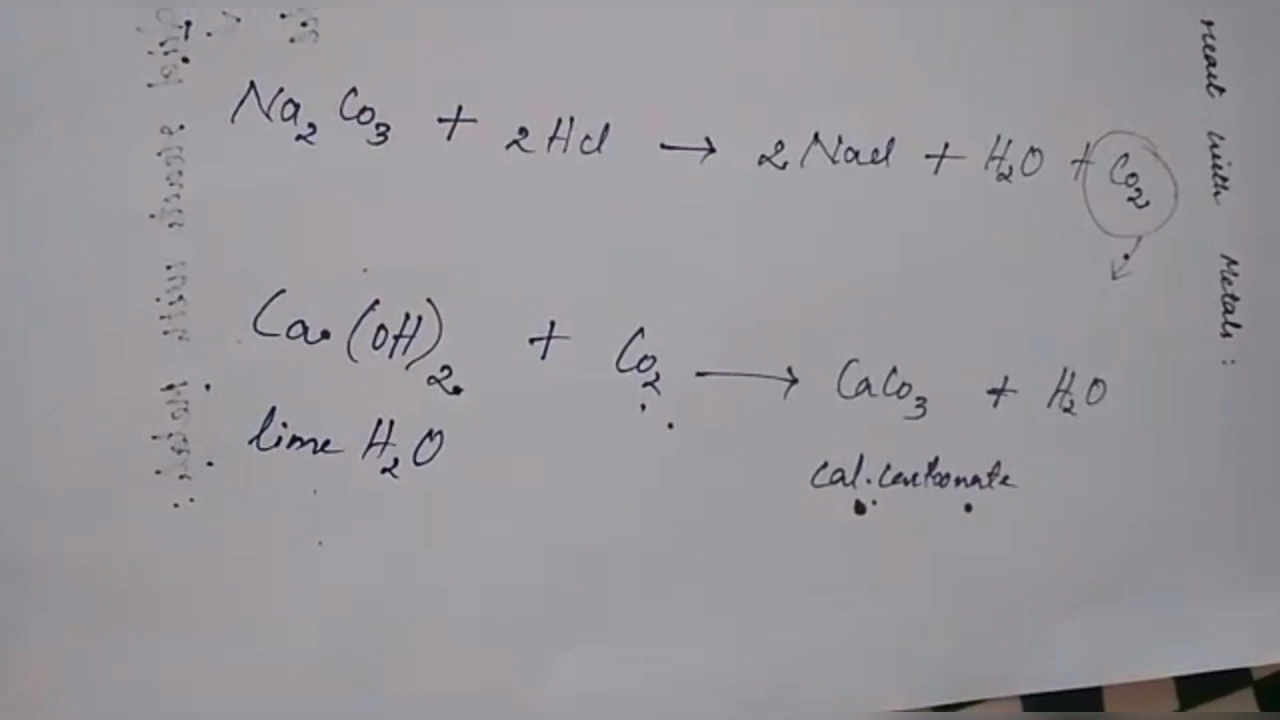 Na₂Co₃ + 2Hcl → 2Nacl + H₂O + Co₂
Ca(OH)₂ + Co₂ → CaCo₃ + H₂O
lime H₂O
Cal. Carbonate
react with Metals :